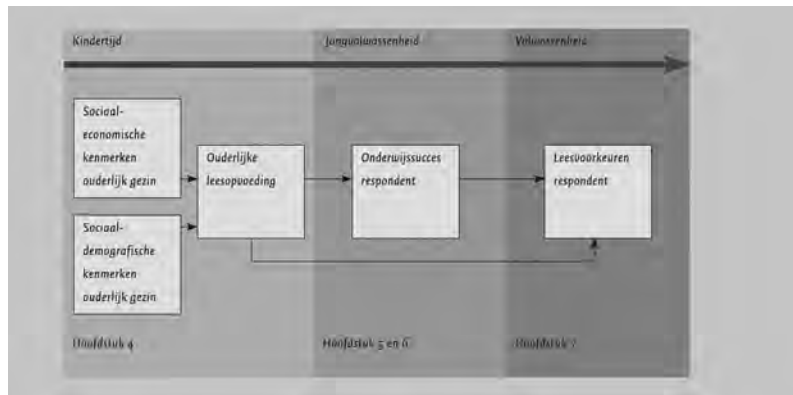 Kindertijd
Jongvolwassenheid
Volwassenheid
Sociaal-
economische
kenmerken
ouderlijk gezin
Sociaal-
demografische
kenmerken
ouderlijk gezin
Ouderlijke
leesopvoeding
Onderwijssucces
respondent
Leesvoorkeuren
respondent
Hoofdstuk 4
Hoofdstuk 5 en 6
Hoofdstuk 7